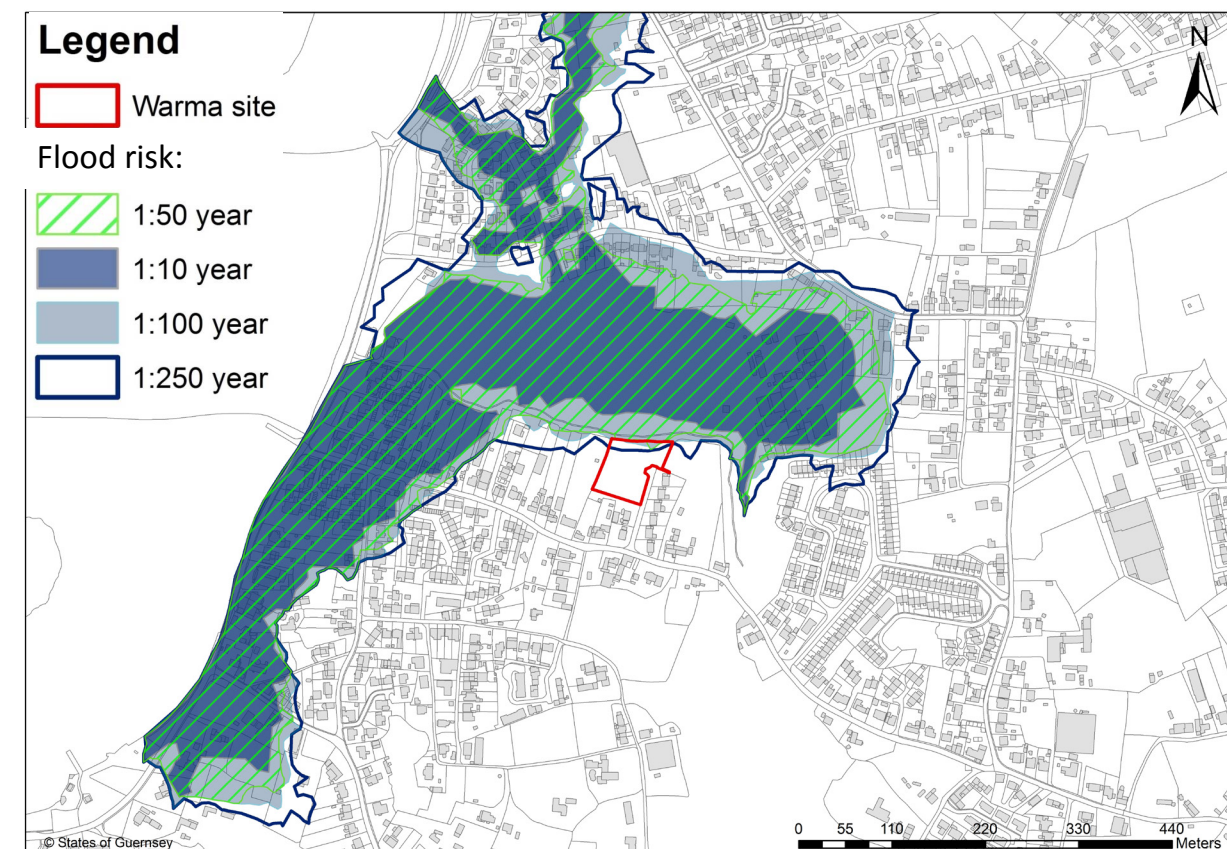 Legend
Warma site
Flood risk:
1:50 year
1:10 year
1:100 year
1:250 year
N
0 55 110 220 330 440
Meters
© States of Guernsey